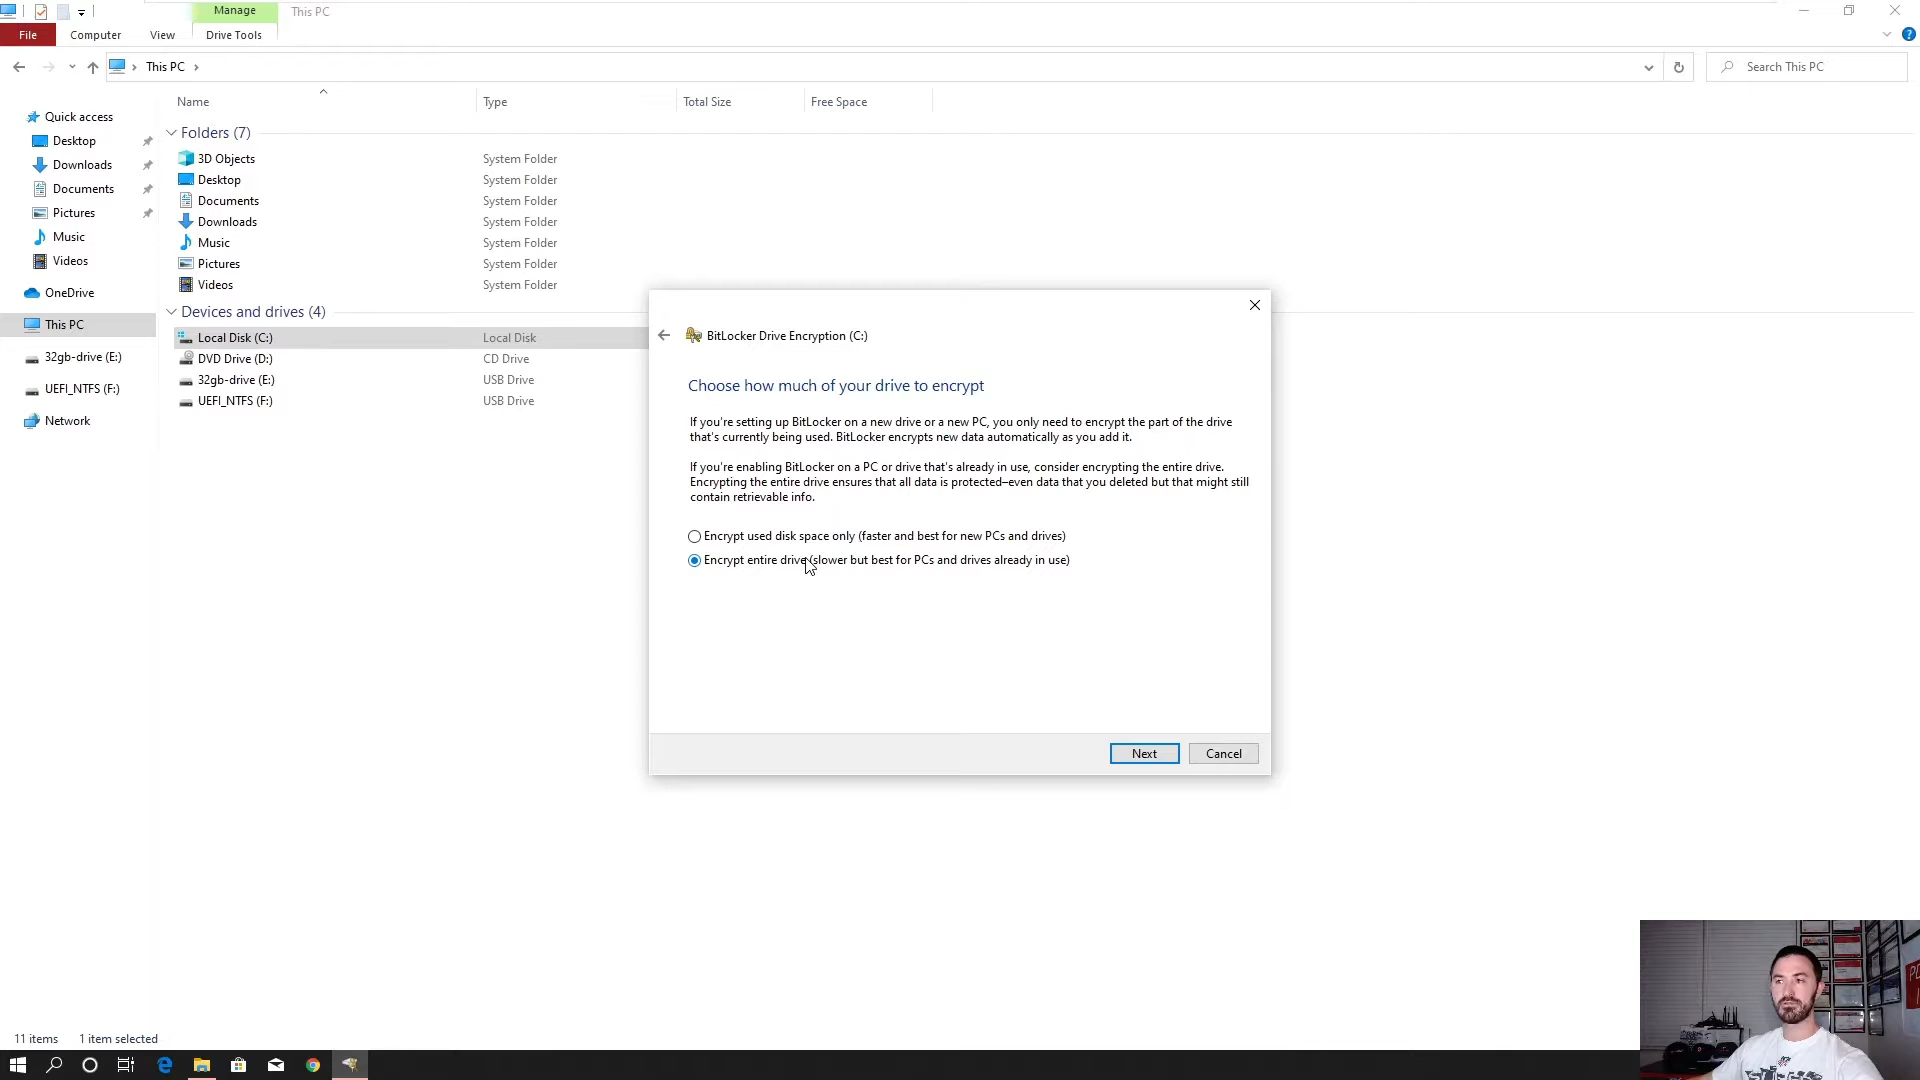 Manage
This PC
File
Computer
View
Drive Tools
This PC
Search This PC
Name
Type
Total Size
Free Space
Quick access
Desktop
Downloads
Documents
Pictures
Music
Videos
OneDrive
This PC
32gb-drive (E:)
UEFI_NTFS (F:)
Network
Folders (7)
3D Objects System Folder
Desktop System Folder
Documents System Folder
Downloads System Folder
Music System Folder
Pictures System Folder
Videos System Folder
Devices and drives (4)
Local Disk (C:) Local Disk
DVD Drive (D:) CD Drive
32gb-drive (E:) USB Drive
UEFI_NTFS (F:) USB Drive
BitLocker Drive Encryption (C:)
Choose how much of your drive to encrypt
If you're setting up BitLocker on a new drive or a new PC, you only need to encrypt the part of the drive
that's currently being used. BitLocker encrypts new data automatically as you add it.
If you're enabling BitLocker on a PC or drive that's already in use, consider encrypting the entire drive.
Encrypting the entire drive ensures that all data is protected–even data that you deleted but that might still
contain retrievable info.
Encrypt used disk space only (faster and best for new PCs and drives)
Encrypt entire drive (slower but best for PCs and drives already in use)
Next
Cancel
11 items
1 item selected